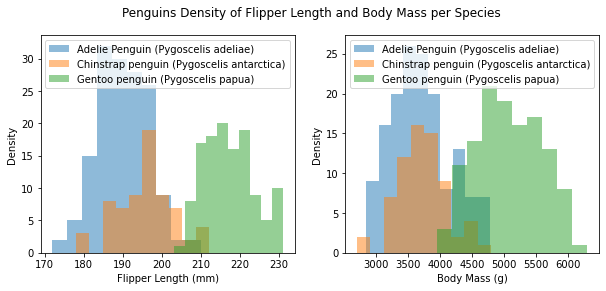 Penguins Density of Flipper Length and Body Mass per Species
Adelie Penguin (Pygoscelis adeliae)
Chinstrap penguin (Pygoscelis antarctica)
Gentoo penguin (Pygoscelis papua)
30
25
20
15
10
5
0
Density
170 180 190 200 210 220 230
Flipper Length (mm)
Adelie Penguin (Pygoscelis adeliae)
Chinstrap penguin (Pygoscelis antarctica)
Gentoo penguin (Pygoscelis papua)
25
20
15
10
5
0
Density
3000 3500 4000 4500 5000 5500 6000
Body Mass (g)